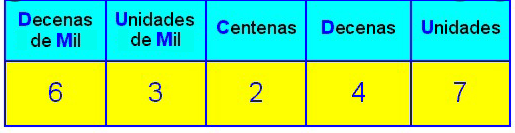 Decenas de Mil
Unidades de Mil
Centenas
Decenas
Unidades
6 3 2 4 7